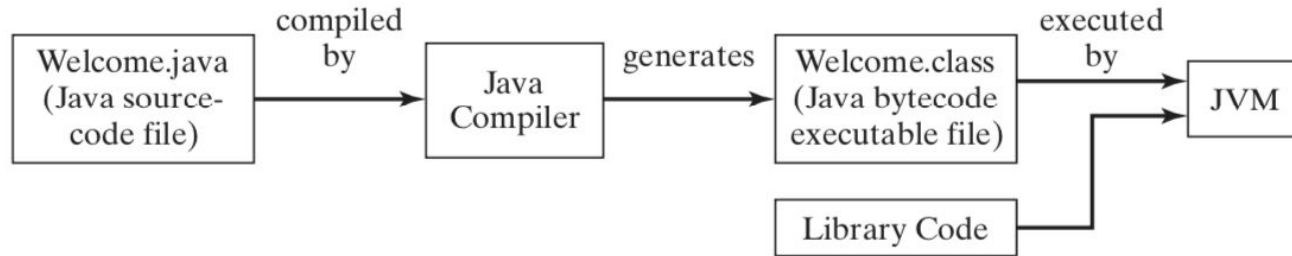 Welcome.java
(Java source-
code file)
compiled
by
Java
Compiler
generates
Welcome.class
(Java bytecode
executable file)
executed
by
JVM
Library Code